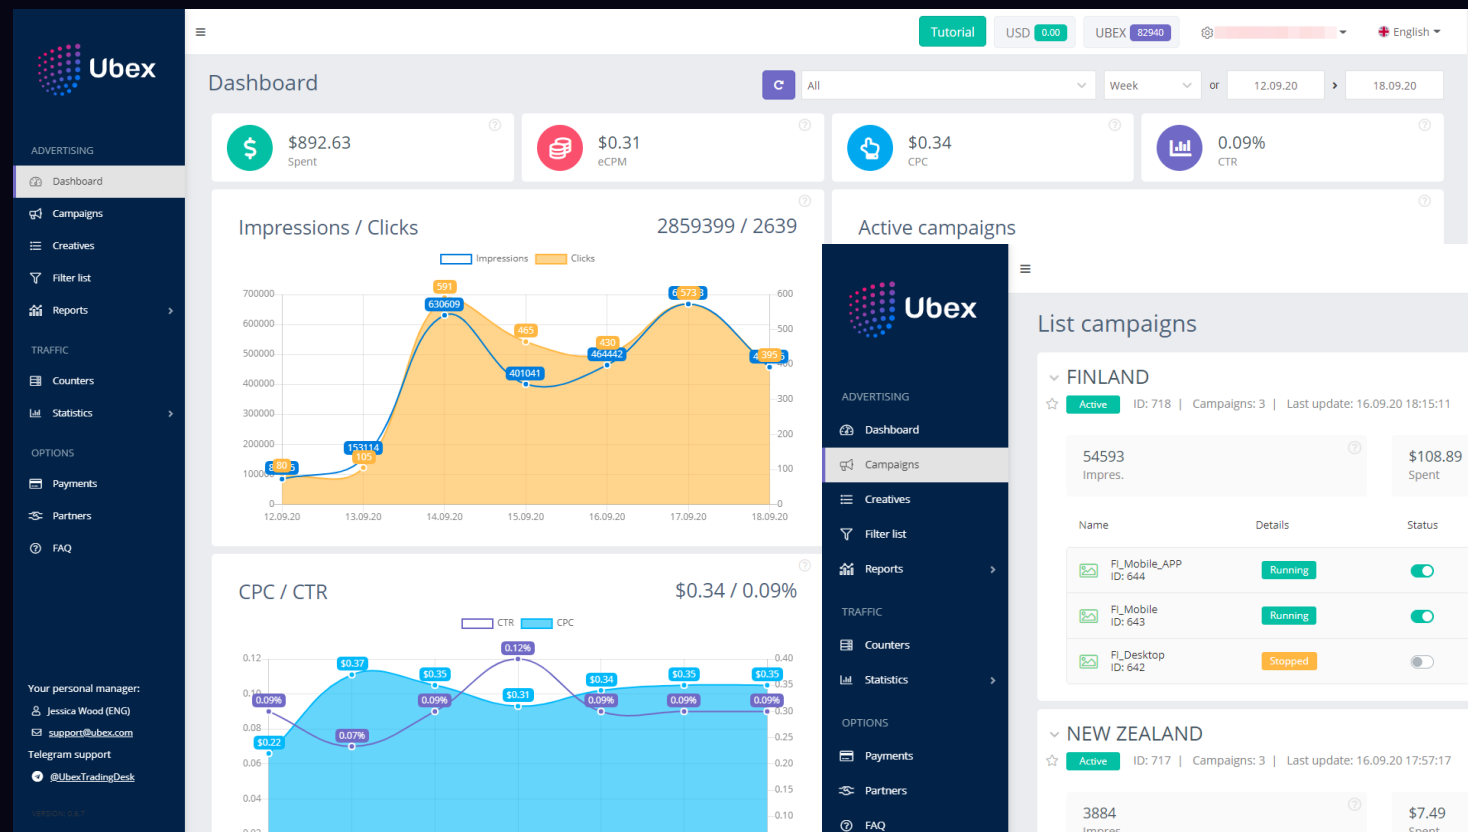 Ubex
ADVERTISING
Dashboard
Campaigns
Creatives
Filter list
Reports
TRAFFIC
Counters
Statistics
OPTIONS
Payments
Partners
FAQ
Your personal manager:
Jessica Wood (ENG)
support@ubex.com
Telegram support
@UbexTradingDesk
VERSION: 0.6.7
Tutorial
USD 0.00
UBEX 82940
English
Dashboard
All
Week
or
12.09.20
18.09.20
$892.63
Spent
$0.31
eCPM
$0.34
CPC
0.09%
CTR
Impressions / Clicks
2859399 / 2639
Impressions Clicks
700000
600000
500000
400000
300000
200000
100000
0
600
500
400
300
200
100
0
591
630609
465
401041
430
464442
573
395
153114
105
80
12.09.20
13.09.20
14.09.20
15.09.20
16.09.20
17.09.20
18.09.20
CPC / CTR
$0.34 / 0.09%
CTR CPC
0.12
0.10
0.08
0.06
0.04
0.02
0.40
0.35
0.30
0.25
0.20
0.15
0.10
0.09%
$0.22
$0.37
0.07%
$0.35
0.09%
0.12%
$0.31
$0.34
0.09%
$0.35
0.09%
$0.35
0.09%
Active campaigns
Ubex
ADVERTISING
Dashboard
Campaigns
Creatives
Filter list
Reports
TRAFFIC
Counters
Statistics
OPTIONS
Payments
Partners
FAQ
List campaigns
FINLAND
Active ID: 718 | Campaigns: 3 | Last update: 16.09.20 18:15:11
54593
Impres.
$108.89
Spent
Name Details Status
FI_Mobile_APP
ID: 644
Running
FI_Mobile
ID: 643
Running
FI_Desktop
ID: 642
Stopped
NEW ZEALAND
Active ID: 717 | Campaigns: 3 | Last update: 16.09.20 17:57:17
3884
Impres.
$7.49
Spent